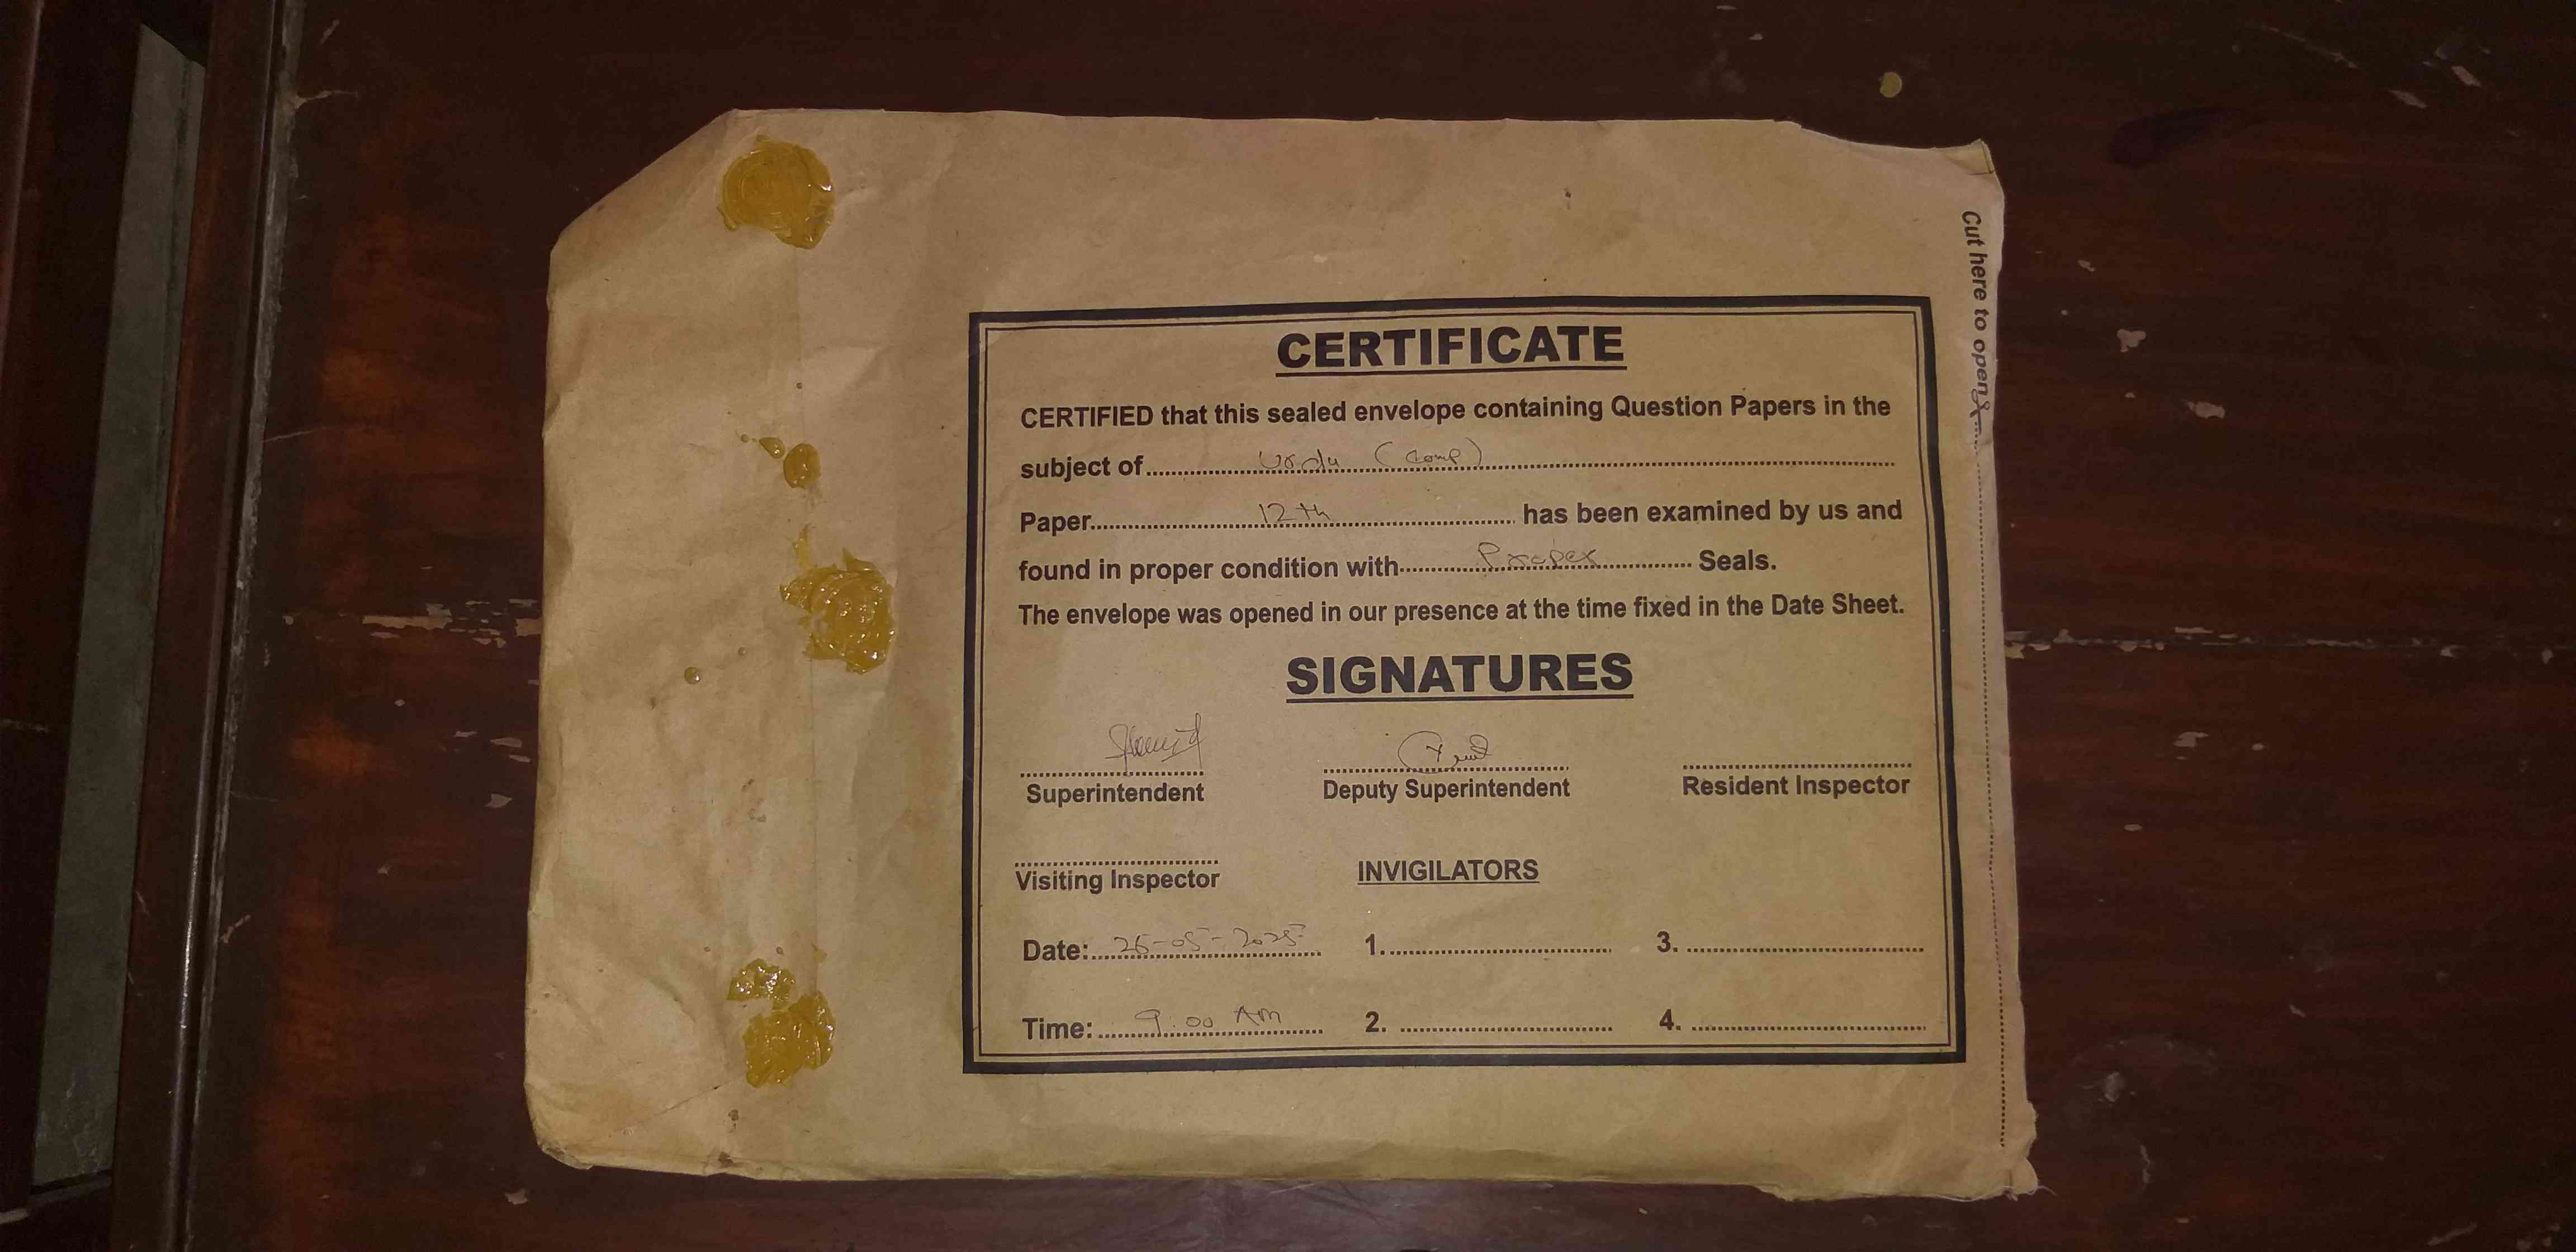 CERTIFICATE
CERTIFIED that this sealed envelope containing Question Papers in the
subject of Urdu (Comp)
Paper 12th has been examined by us and
found in proper condition with Proper Seals.
The envelope was opened in our presence at the time fixed in the Date Sheet.
SIGNATURES
Superintendent Deputy Superintendent Resident Inspector
Visiting Inspector INVIGILATORS
Date: 26-05-2025 1. 3.
Time: 9:00 Am 2. 4.
Cut here to open